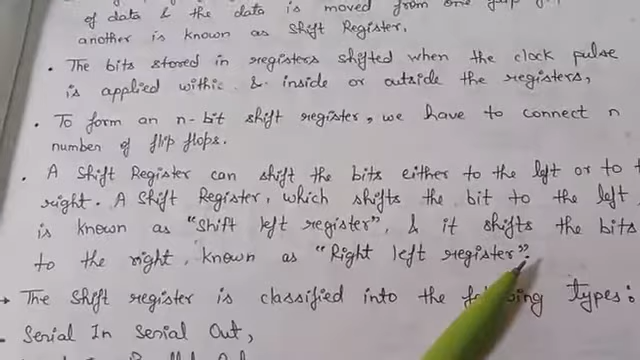 of data & the data is moved from one flip
another is known as Shift Register.
• The bits stored in registers shifted when the clock pulse
is applied within & inside or outside the registers,
• To form an n-bit shift register, we have to connect n
number of flip flops.
• A Shift Register can shift the bits either to the left or to
right. A Shift Register, which shifts the bit to the left
is known as "Shift left register", & it shifts the bits
to the right, known as "Right left register".
→ The Shift register is classified into the following types:
- Serial In Serial Out,